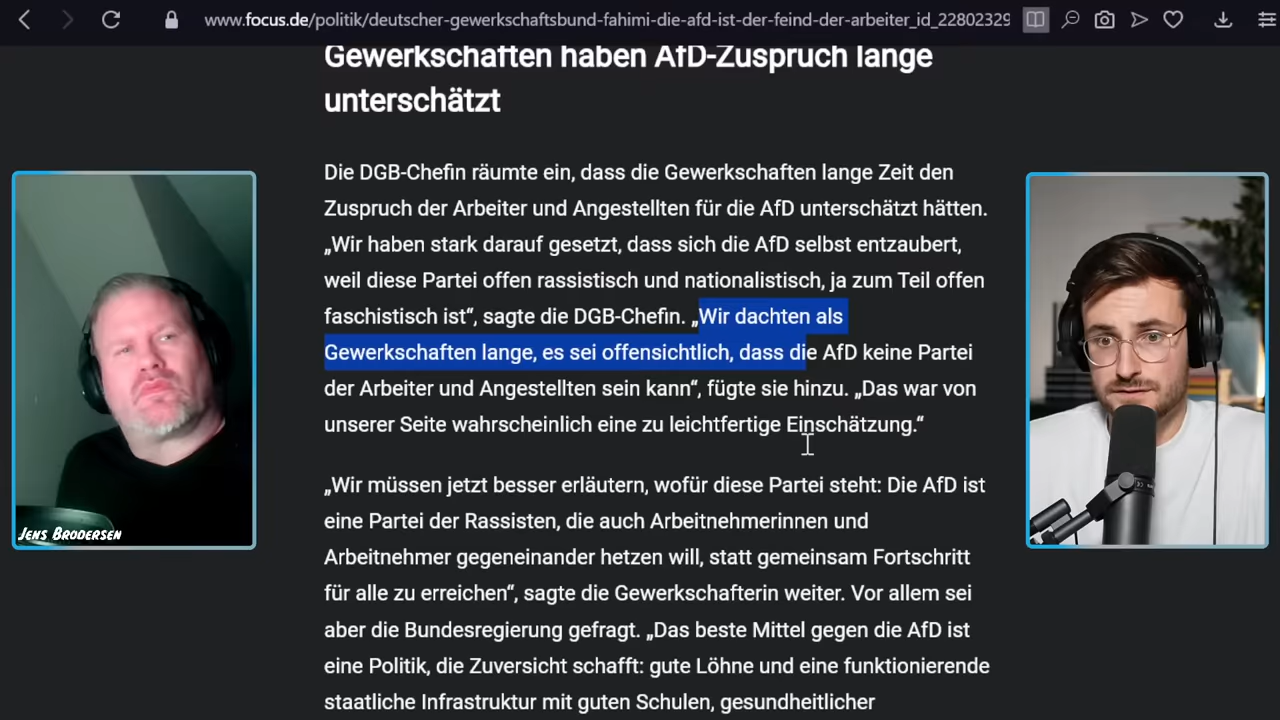 www.focus.de/politik/deutscher-gewerkschaftsbund-fahimi-die-afd-ist-der-feind-der-arbeiter_id_22802329
Gewerkschaften haben AfD-Zuspruch lange
unterschätzt
Die DGB-Chefin räumte ein, dass die Gewerkschaften lange Zeit den
Zuspruch der Arbeiter und Angestellten für die AfD unterschätzt hätten.
„Wir haben stark darauf gesetzt, dass sich die AfD selbst entzaubert,
weil diese Partei offen rassistisch und nationalistisch, ja zum Teil offen
faschistisch ist“, sagte die DGB-Chefin. „Wir dachten als
Gewerkschaften lange, es sei offensichtlich, dass die AfD keine Partei
der Arbeiter und Angestellten sein kann“, fügte sie hinzu. „Das war von
unserer Seite wahrscheinlich eine zu leichtfertige Einschätzung.“
„Wir müssen jetzt besser erläutern, wofür diese Partei steht: Die AfD ist
eine Partei der Rassisten, die auch Arbeitnehmerinnen und
Arbeitnehmer gegeneinander hetzen will, statt gemeinsam Fortschritt
für alle zu erreichen“, sagte die Gewerkschafterin weiter. Vor allem sei
aber die Bundesregierung gefragt. „Das beste Mittel gegen die AfD ist
eine Politik, die Zuversicht schafft: gute Löhne und eine funktionierende
staatliche Infrastruktur mit guten Schulen, gesundheitlicher
Jens Brodersen